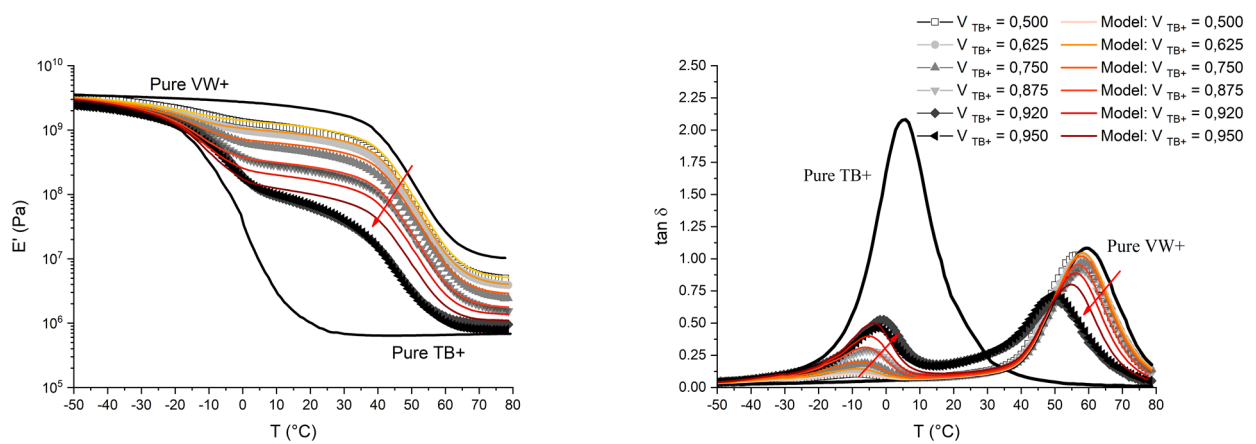 10^10
10^9
10^8
10^7
10^6
10^5
E' (Pa)
Pure VW+
Pure TB+
-50 -40 -30 -20 -10 0 10 20 30 40 50 60 70 80
T (°C)
V TB+ = 0,500 Model: V TB+ = 0,500
V TB+ = 0,625 Model: V TB+ = 0,625
V TB+ = 0,750 Model: V TB+ = 0,750
V TB+ = 0,875 Model: V TB+ = 0,875
V TB+ = 0,920 Model: V TB+ = 0,920
V TB+ = 0,950 Model: V TB+ = 0,950
2.50
2.25
2.00
1.75
1.50
1.25
1.00
0.75
0.50
0.25
0.00
tan δ
Pure TB+
Pure VW+
-50 -40 -30 -20 -10 0 10 20 30 40 50 60 70 80
T (°C)